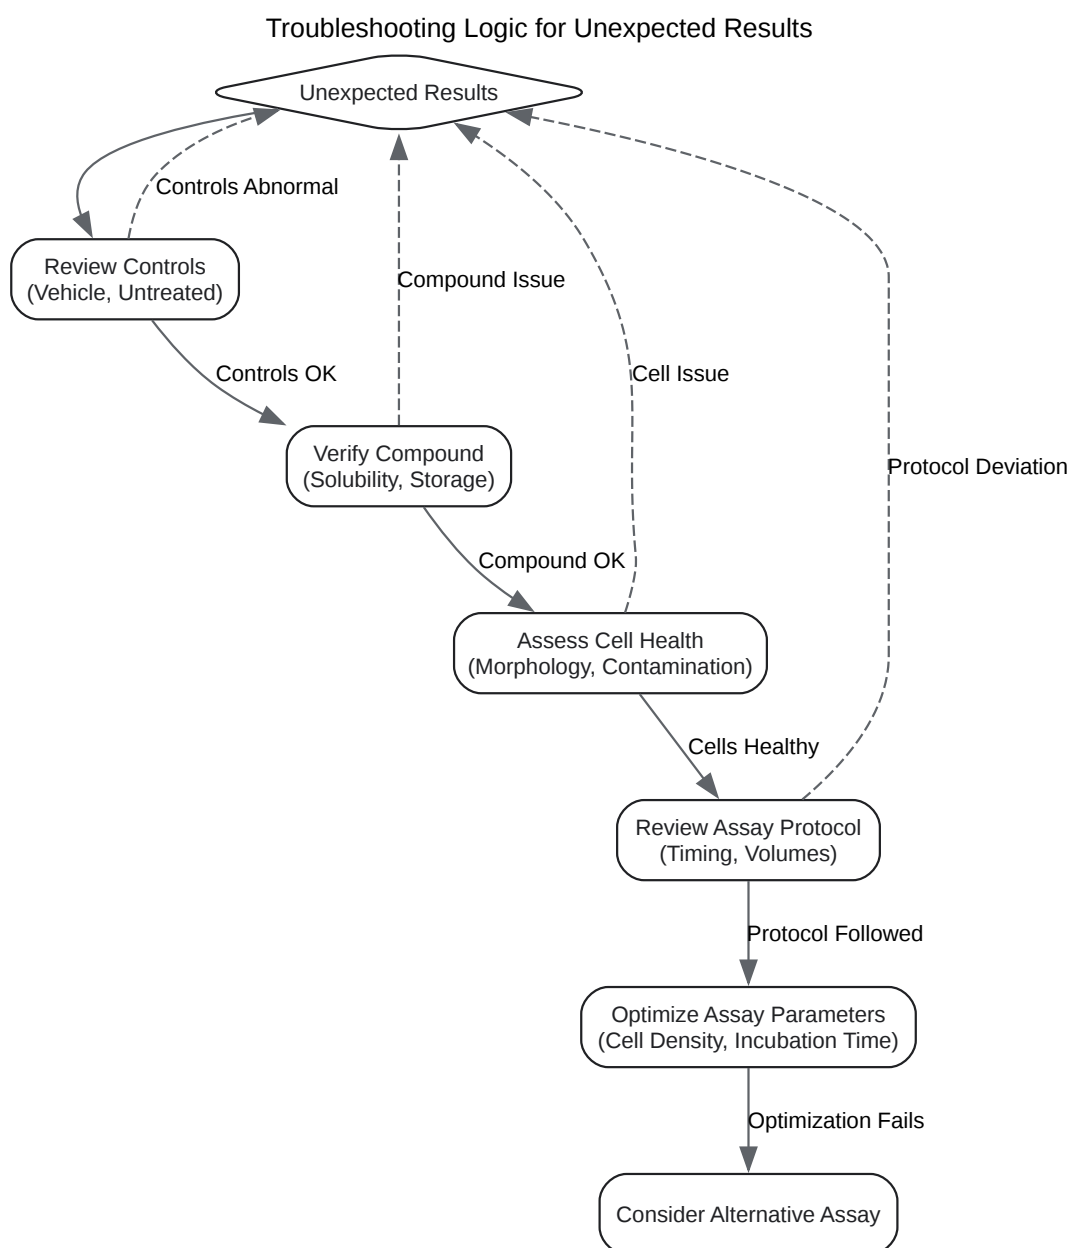 Troubleshooting Logic for Unexpected Results
Unexpected Results
Controls Abnormal
Review Controls
(Vehicle, Untreated)
Compound Issue
Controls OK
Cell Issue
Verify Compound
(Solubility, Storage)
Protocol Deviation
Compound OK
Assess Cell Health
(Morphology, Contamination)
Cells Healthy
Review Assay Protocol
(Timing, Volumes)
Protocol Followed
Optimize Assay Parameters
(Cell Density, Incubation Time)
Optimization Fails
Consider Alternative Assay